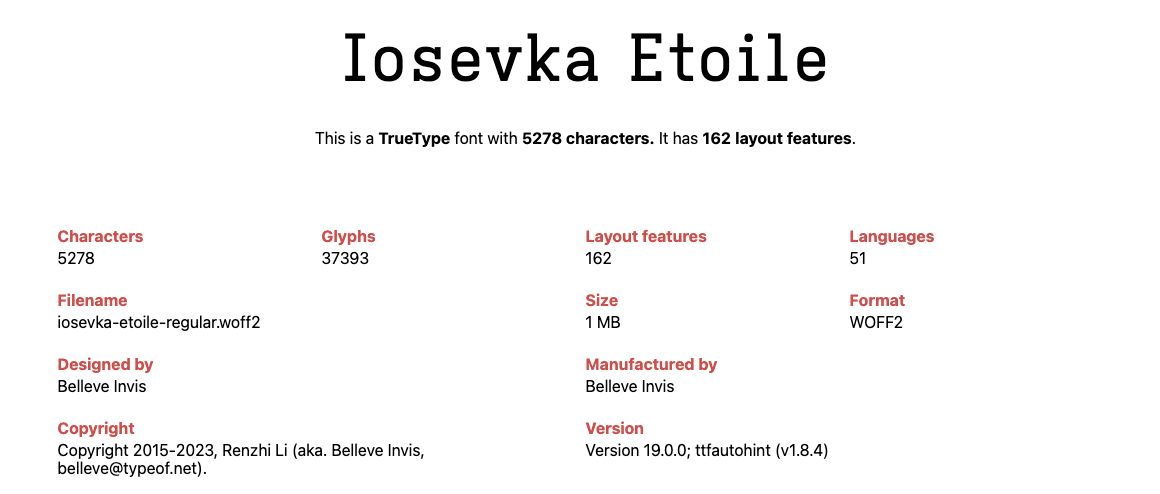 Iosevka Etoile
This is a TrueType font with 5278 characters. It has 162 layout features.
Characters
5278
Glyphs
37393
Layout features
162
Languages
51
Filename
iosevka-etoile-regular.woff2
Size
1 MB
Format
WOFF2
Designed by
Belleve Invis
Manufactured by
Belleve Invis
Copyright
Copyright 2015-2023, Renzhi Li (aka. Belleve Invis,
belleve@typeof.net).
Version
Version 19.0.0; ttfautohint (v1.8.4)